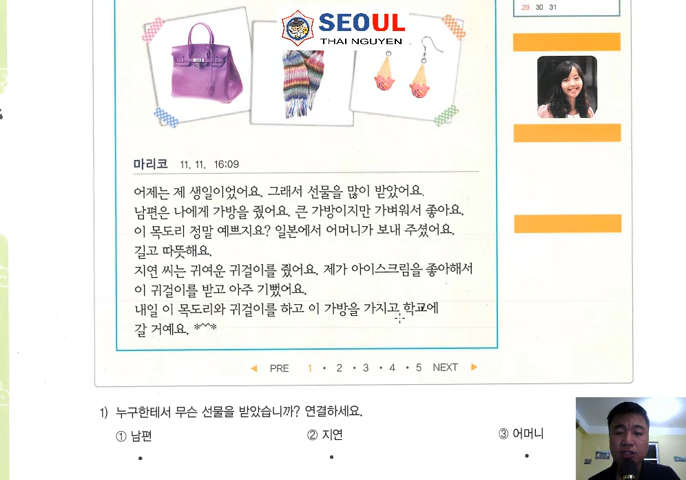 SEOUL
THAI NGUYEN
29 30 31
마리코 11. 11. 16:09
어제는 제 생일이었어요. 그래서 선물을 많이 받았어요.
남편은 나에게 가방을 줬어요. 큰 가방이지만 가벼워서 좋아요.
이 목도리 정말 예쁘지요? 일본에서 어머니가 보내 주셨어요.
길고 따뜻해요.
지연 씨는 귀여운 귀걸이를 줬어요. 제가 아이스크림을 좋아해서
이 귀걸이를 받고 아주 기뻤어요.
내일 이 목도리와 귀걸이를 하고 이 가방을 가지고 학교에
갈 거예요. *^^*
◀ PRE 1 • 2 • 3 • 4 • 5 NEXT ▶
1) 누구한테서 무슨 선물을 받았습니까? 연결하세요.
① 남편 ② 지연 ③ 어머니